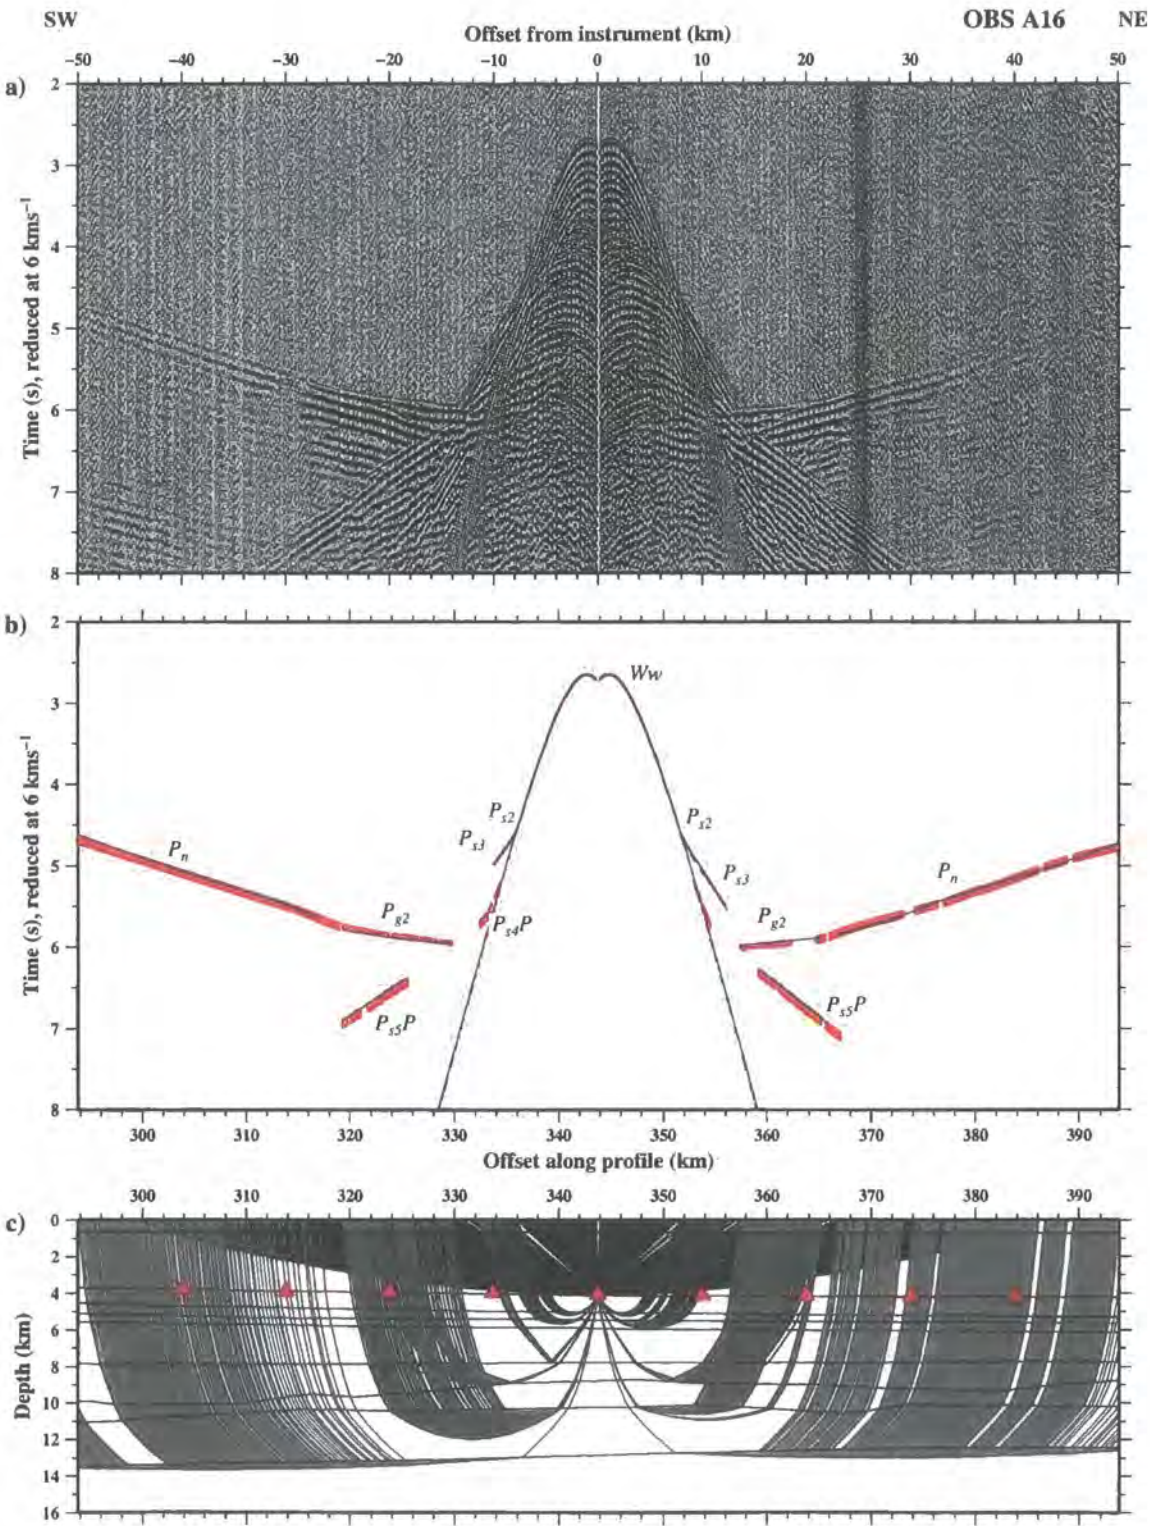 SW
Offset from instrument (km)
OBS A16
NE
-50 -40 -30 -20 -10 0 10 20 30 40 50
a)
2
3
4
5
6
7
8
Time (s), reduced at 6 kms⁻¹
b)
2
3
4
5
6
7
8
Time (s), reduced at 6 kms⁻¹
Ww
Ps2
Ps2
Ps3
Ps3
Pn
Pn
Pg2
Pg2
Ps4P
Ps5P
Ps5P
300 310 320 330 340 350 360 370 380 390
Offset along profile (km)
300 310 320 330 340 350 360 370 380 390
c)
0
2
4
6
8
10
12
14
16
Depth (km)